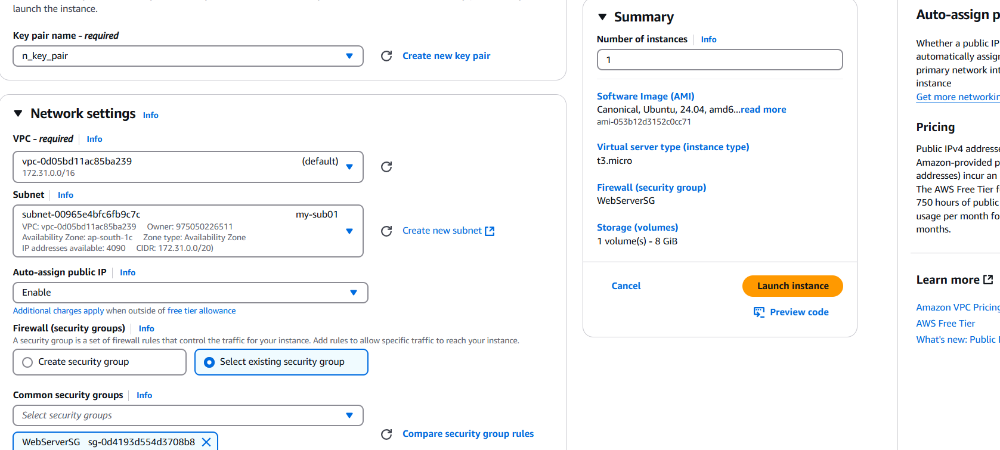 launch the instance.
Key pair name - required
n_key_pair
Create new key pair
Network settings Info
VPC - required Info
vpc-0d05bd11ac85ba239 (default)
172.31.0.0/16
Subnet Info
subnet-00965e4bfc6fb9c7c my-sub01
VPC: vpc-0d05bd11ac85ba239 Owner: 975050226511
Availability Zone: ap-south-1c Zone type: Availability Zone
IP addresses available: 4090 CIDR: 172.31.0.0/20)
Create new subnet
Auto-assign public IP Info
Enable
Additional charges apply when outside of free tier allowance
Firewall (security groups) Info
A security group is a set of firewall rules that control the traffic for your instance. Add rules to allow specific traffic to reach your instance.
Create security group
Select existing security group
Common security groups Info
Select security groups
WebServerSG sg-0d4193d554d3708b8
Compare security group rules
Summary
Number of instances Info
1
Software Image (AMI)
Canonical, Ubuntu, 24.04, amd6...read more
ami-053b12d3152c0cc71
Virtual server type (instance type)
t3.micro
Firewall (security group)
WebServerSG
Storage (volumes)
1 volume(s) - 8 GiB
Cancel
Launch instance
Preview code
Auto-assign p
Whether a public IP
automatically assign
primary network int
instance
Get more networkin
Pricing
Public IPv4 addresse
Amazon-provided p
addresses) incur an
The AWS Free Tier f
750 hours of public
usage per month fo
months.
Learn more
Amazon VPC Pricing
AWS Free Tier
What's new: Public I